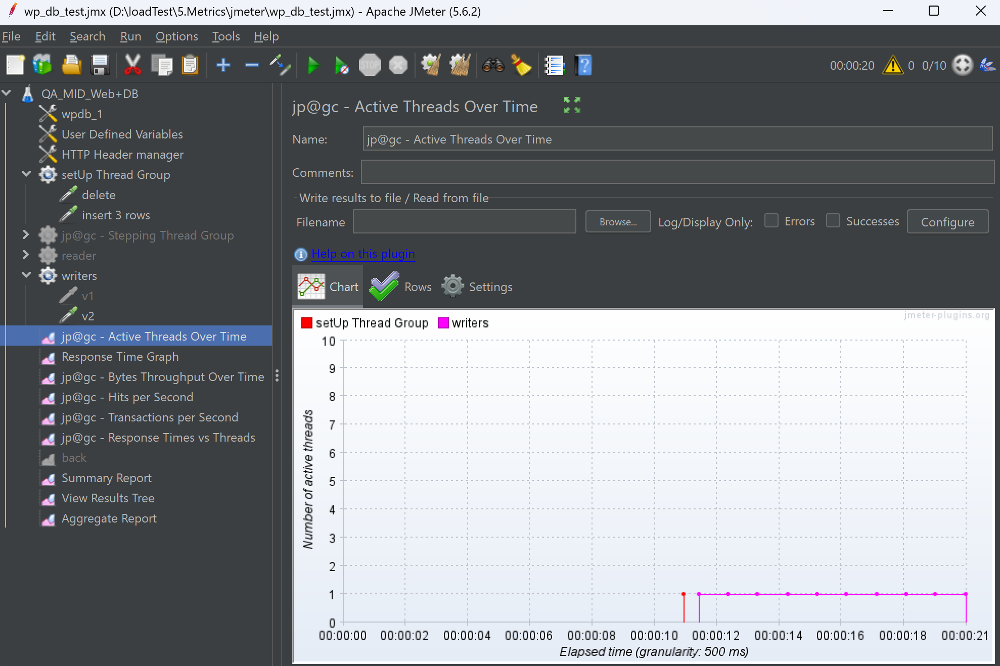 wp_db_test.jmx (D:\loadTest\5.Metrics\jmeter\wp_db_test.jmx) - Apache JMeter (5.6.2)
File Edit Search Run Options Tools Help
STOP
00:00:20 0 0/10
QA_MID_Web+DB
wpdb_1
User Defined Variables
HTTP Header manager
setUp Thread Group
delete
insert 3 rows
jp@gc - Stepping Thread Group
reader
writers
v1
v2
jp@gc - Active Threads Over Time
Response Time Graph
jp@gc - Bytes Throughput Over Time
jp@gc - Hits per Second
jp@gc - Transactions per Second
jp@gc - Response Times vs Threads
back
Summary Report
View Results Tree
Aggregate Report
jp@gc - Active Threads Over Time
Name: jp@gc - Active Threads Over Time
Comments:
Write results to file / Read from file
Filename Browse... Log/Display Only: Errors Successes Configure
Help on this plugin
Chart Rows Settings
jmeter-plugins.org
setUp Thread Group writers
10
9
8
7
6
5
4
3
2
1
0
Number of active threads
00:00:00 00:00:02 00:00:04 00:00:06 00:00:08 00:00:10 00:00:12 00:00:14 00:00:16 00:00:18 00:00:21
Elapsed time (granularity: 500 ms)